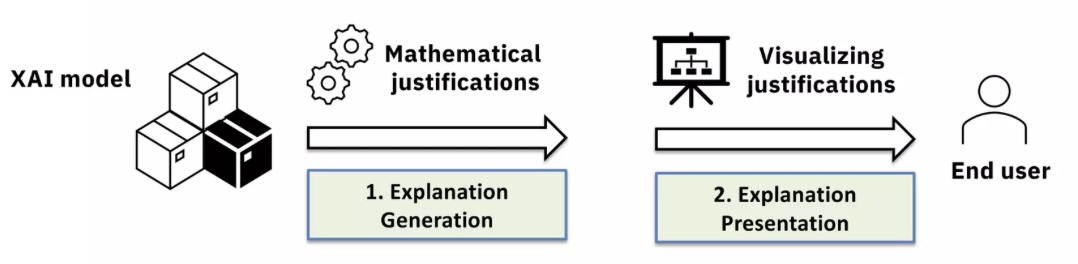 XAI model
Mathematical
justifications
1. Explanation
Generation
Visualizing
justifications
2. Explanation
Presentation
End user